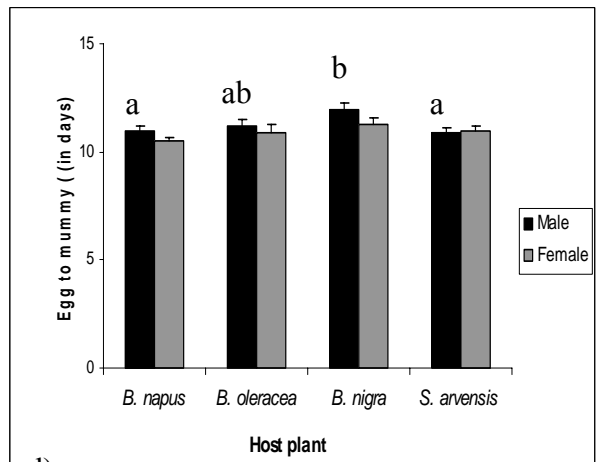 15
10
5
0
Egg to mummy ( (in days)
a
ab
b
a
Male
Female
B. napus
B. oleracea
B. nigra
S. arvensis
Host plant